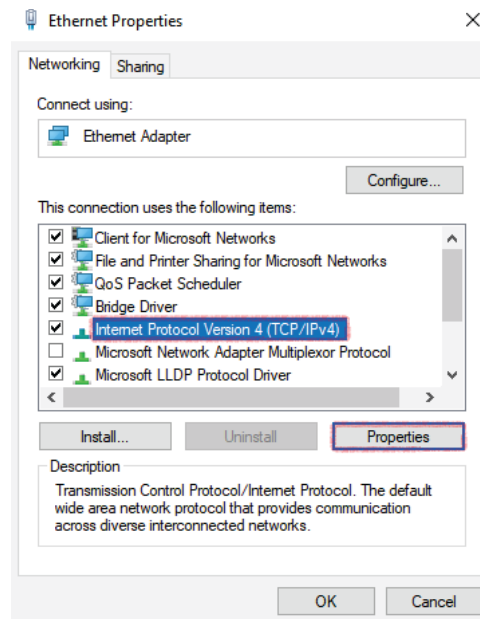 Ethernet Properties
Networking
Sharing
Connect using:
Ethernet Adapter
Configure...
This connection uses the following items:
Client for Microsoft Networks
File and Printer Sharing for Microsoft Networks
QoS Packet Scheduler
Bridge Driver
Internet Protocol Version 4 (TCP/IPv4)
Microsoft Network Adapter Multiplexor Protocol
Microsoft LLDP Protocol Driver
Install...
Uninstall
Properties
Description
Transmission Control Protocol/Internet Protocol. The default
wide area network protocol that provides communication
across diverse interconnected networks.
OK
Cancel